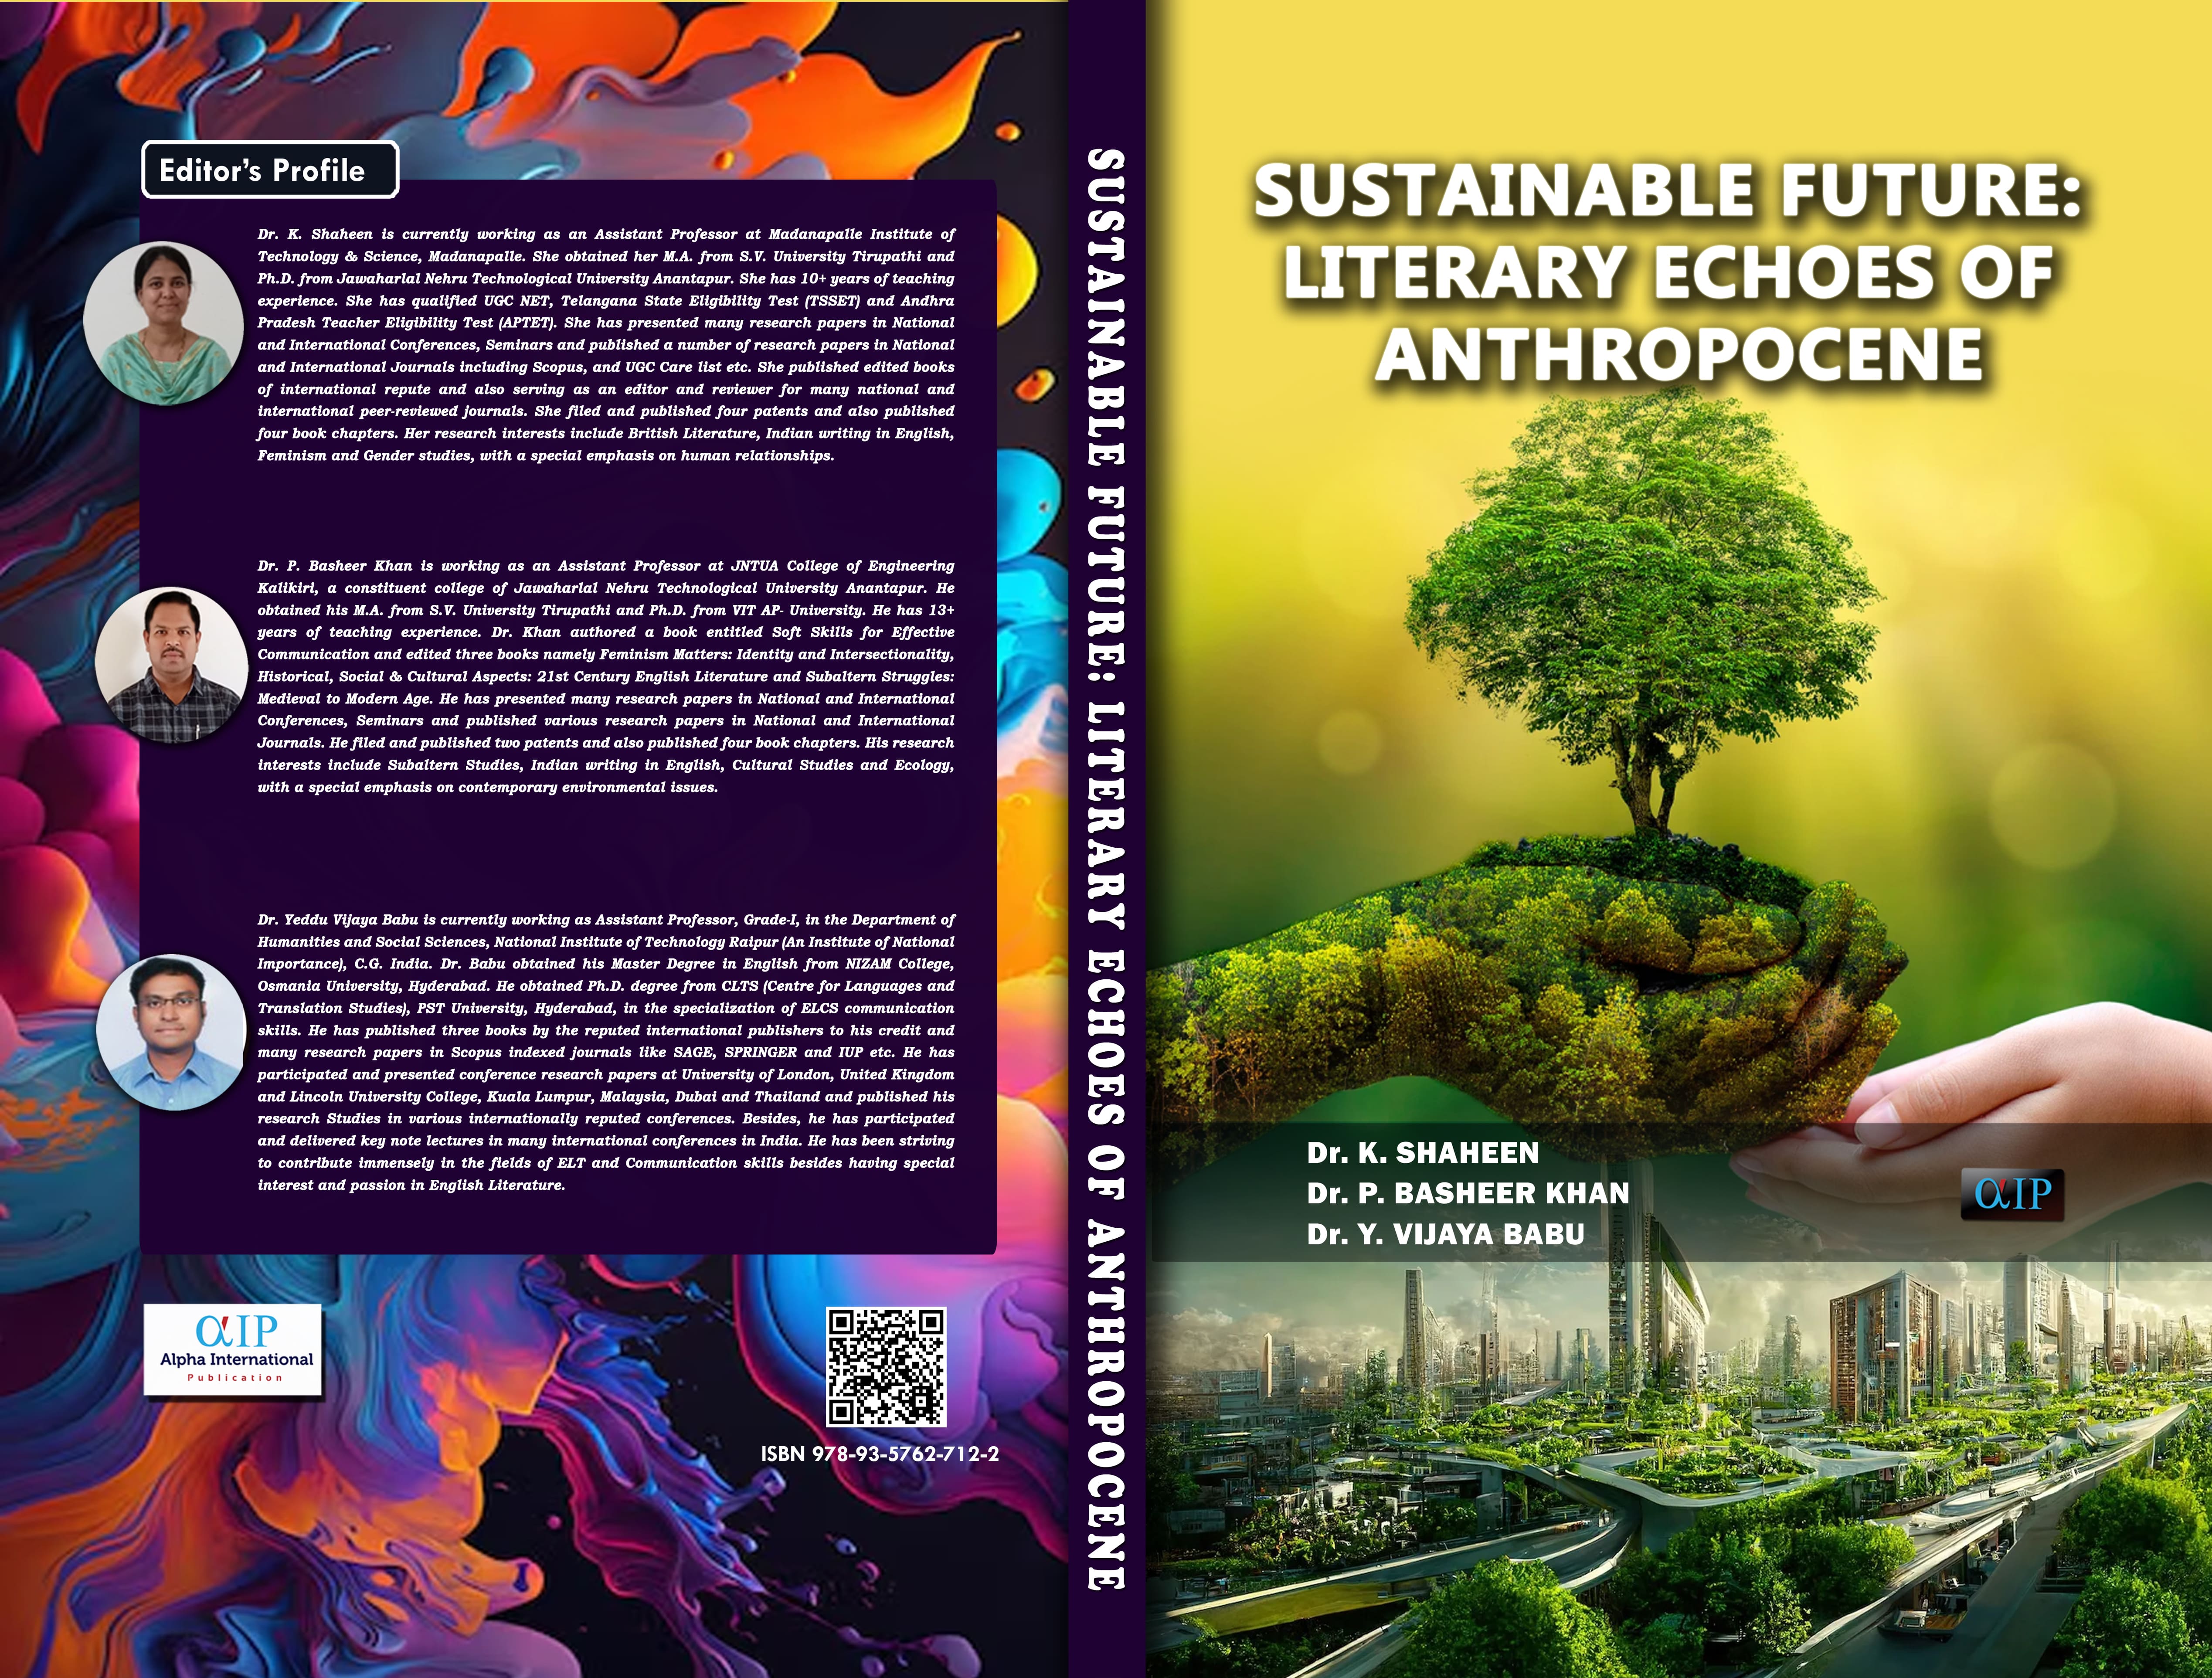 Editor's Profile
Dr. K. Shaheen is currently working as an Assistant Professor at Madanapalle Institute of
Technology & Science, Madanapalle. She obtained her M.A. from S.V. University Tirupathi and
Ph.D. from Jawaharlal Nehru Technological University Anantapur. She has 10+ years of teaching
experience. She has qualified UGC NET, Telangana State Eligibility Test (TSSET) and Andhra
Pradesh Teacher Eligibility Test (APTET). She has presented many research papers in National
and International Conferences, Seminars and published a number of research papers in National
and International Journals including Scopus, and UGC Care list etc. She published edited books
of international repute and also serving as an editor and reviewer for many national and
international peer-reviewed journals. She filed and published four patents and also published
four book chapters. Her research interests include British Literature, Indian writing in English,
Feminism and Gender studies, with a special emphasis on human relationships.
Dr. P. Basheer Khan is working as an Assistant Professor at JNTUA College of Engineering
Kalikiri, a constituent college of Jawaharlal Nehru Technological University Anantapur. He
obtained his M.A. from S.V. University Tirupathi and Ph.D. from VIT AP- University. He has 13+
years of teaching experience. Dr. Khan authored a book entitled Soft Skills for Effective
Communication and edited three books namely Feminism Matters: Identity and Intersectionality,
Historical, Social & Cultural Aspects: 21st Century English Literature and Subaltern Struggles:
Medieval to Modern Age. He has presented many research papers in National and International
Conferences, Seminars and published various research papers in National and International
Journals. He filed and published two patents and also published four book chapters. His research
interests include Subaltern Studies, Indian writing in English, Cultural Studies and Ecology,
with a special emphasis on contemporary environmental issues.
Dr. Yeddu Vijaya Babu is currently working as Assistant Professor, Grade-I, in the Department of
Humanities and Social Sciences, National Institute of Technology Raipur (An Institute of National
Importance), C.G. India. Dr. Babu obtained his Master Degree in English from NIZAM College,
Osmania University, Hyderabad. He obtained Ph.D. degree from CLTS (Centre for Languages and
Translation Studies), PST University, Hyderabad, in the specialization of ELCS communication
skills. He has published three books by the reputed international publishers to his credit and
many research papers in Scopus indexed journals like SAGE, SPRINGER and IUP etc. He has
participated and presented conference research papers at University of London, United Kingdom
and Lincoln University College, Kuala Lumpur, Malaysia, Dubai and Thailand and published his
research Studies in various internationally reputed conferences. Besides, he has participated
and delivered key note lectures in many international conferences in India. He has been striving
to contribute immensely in the fields of ELT and Communication skills besides having special
interest and passion in English Literature.
αIP
Alpha International
Publication
ISBN 978-93-5762-712-2
SUSTAINABLE FUTURE: LITERARY ECHOES OF ANTHROPOCENE
SUSTAINABLE FUTURE:
LITERARY ECHOES OF
ANTHROPOCENE
Dr. K. SHAHEEN
Dr. P. BASHEER KHAN
Dr. Y. VIJAYA BABU
αIP